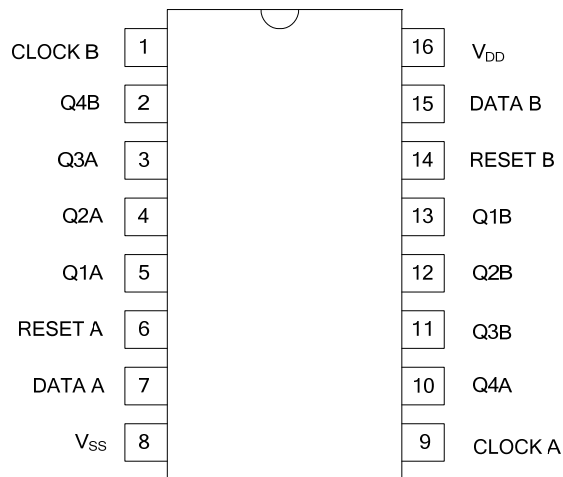 CLOCK B 1 16 VDD
Q4B 2 15 DATA B
Q3A 3 14 RESET B
Q2A 4 13 Q1B
Q1A 5 12 Q2B
RESET A 6 11 Q3B
DATA A 7 10 Q4A
VSS 8 9 CLOCK A